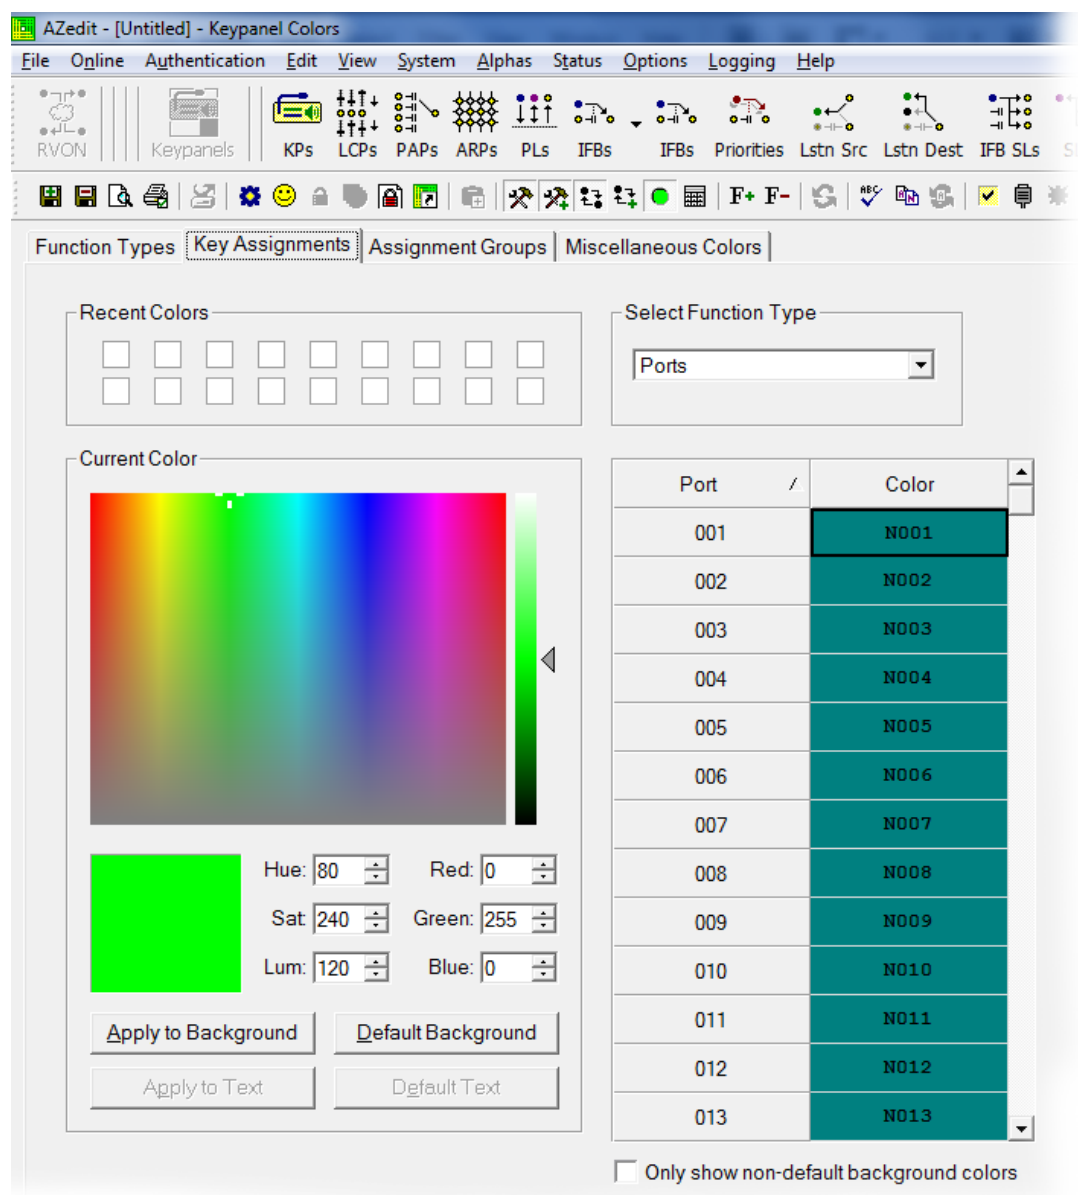 AZedit - [Untitled] - Keypanel Colors
File Online Authentication Edit View System Alphas Status Options Logging Help
RVON Keypanels KPs LCPs PAPs ARPs PLs IFBs IFBs Priorities Lstn Src Lstn Dest IFB SLs
F+ F- ABC
Function Types Key Assignments Assignment Groups Miscellaneous Colors
Recent Colors
Select Function Type
Ports
Current Color
Port Color
001 N001
002 N002
003 N003
004 N004
005 N005
006 N006
007 N007
008 N008
009 N009
010 N010
011 N011
012 N012
013 N013
Hue: 80 Red: 0
Sat: 240 Green: 255
Lum: 120 Blue: 0
Apply to Background Default Background
Apply to Text Default Text
Only show non-default background colors